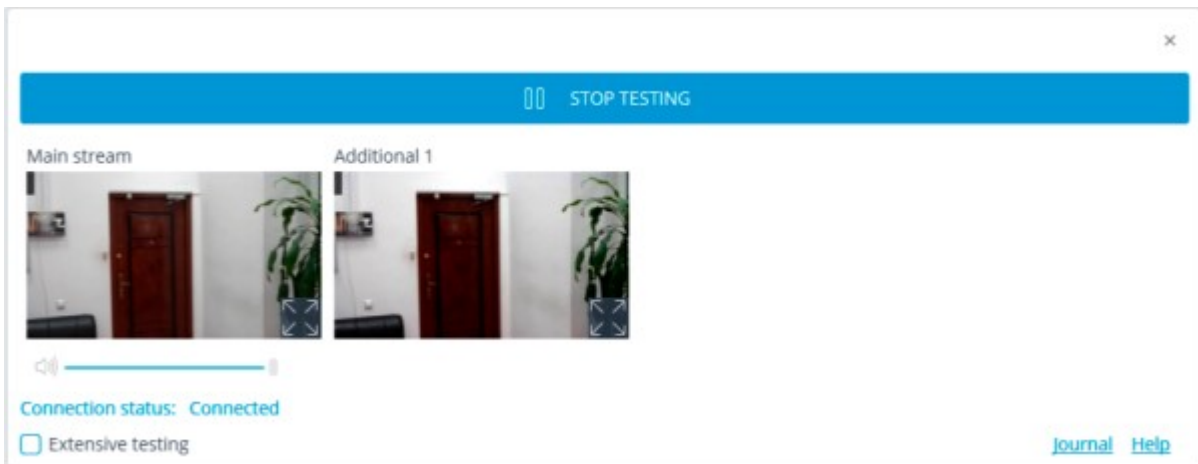 STOP TESTING
Main stream
Additional 1
Connection status: Connected
Extensive testing
Journal Help